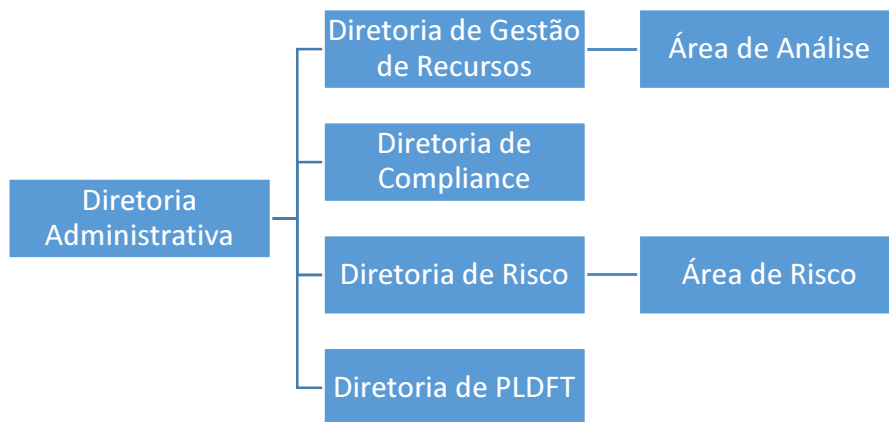 Diretoria de Gestão
de Recursos
Área de Análise
Diretoria de
Compliance
Diretoria
Administrativa
Diretoria de Risco
Área de Risco
Diretoria de PLDFT